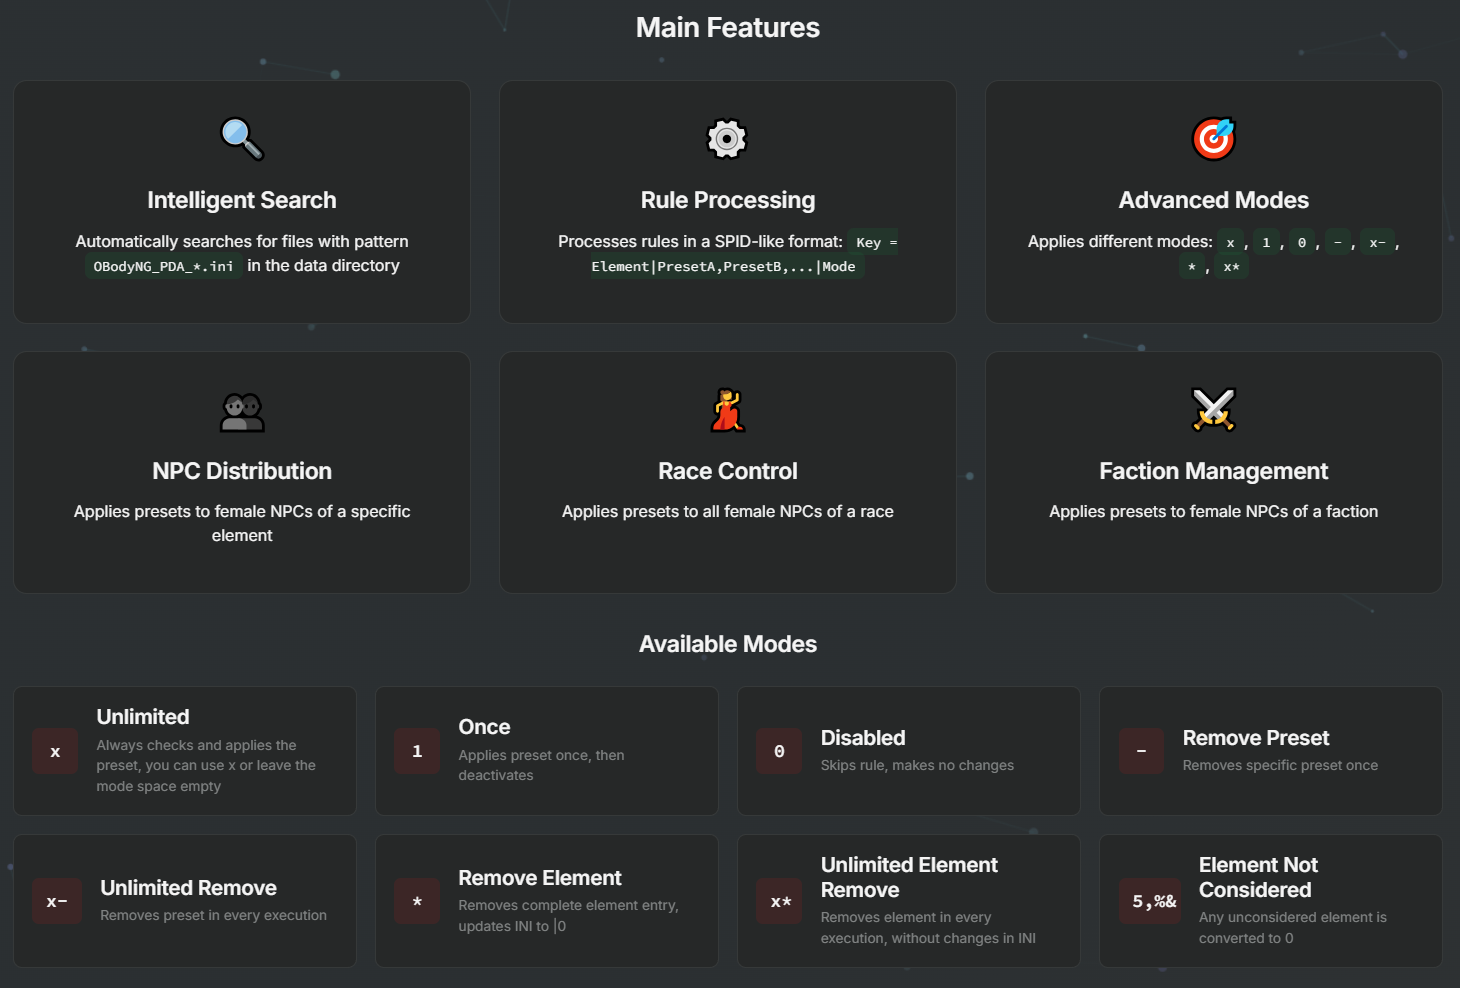 Main Features
Intelligent Search
Automatically searches for files with pattern
OBodyNG_PDA_*.ini in the data directory
Rule Processing
Processes rules in a SPID-like format: Key =
Element|PresetA,PresetB,...|Mode
Advanced Modes
Applies different modes: x, 1, 0, -, x-,
*, x*
NPC Distribution
Applies presets to female NPCs of a specific
element
Race Control
Applies presets to all female NPCs of a race
Faction Management
Applies presets to female NPCs of a faction
Available Modes
x
Unlimited
Always checks and applies the
preset, you can use x or leave the
mode space empty
1
Once
Applies preset once, then
deactivates
0
Disabled
Skips rule, makes no changes
-
Remove Preset
Removes specific preset once
x-
Unlimited Remove
Removes preset in every execution
*
Remove Element
Removes complete element entry,
updates INI to |0
x*
Unlimited Element
Remove
Removes element in every
execution, without changes in INI
5,%&
Element Not
Considered
Any unconsidered element is
converted to 0